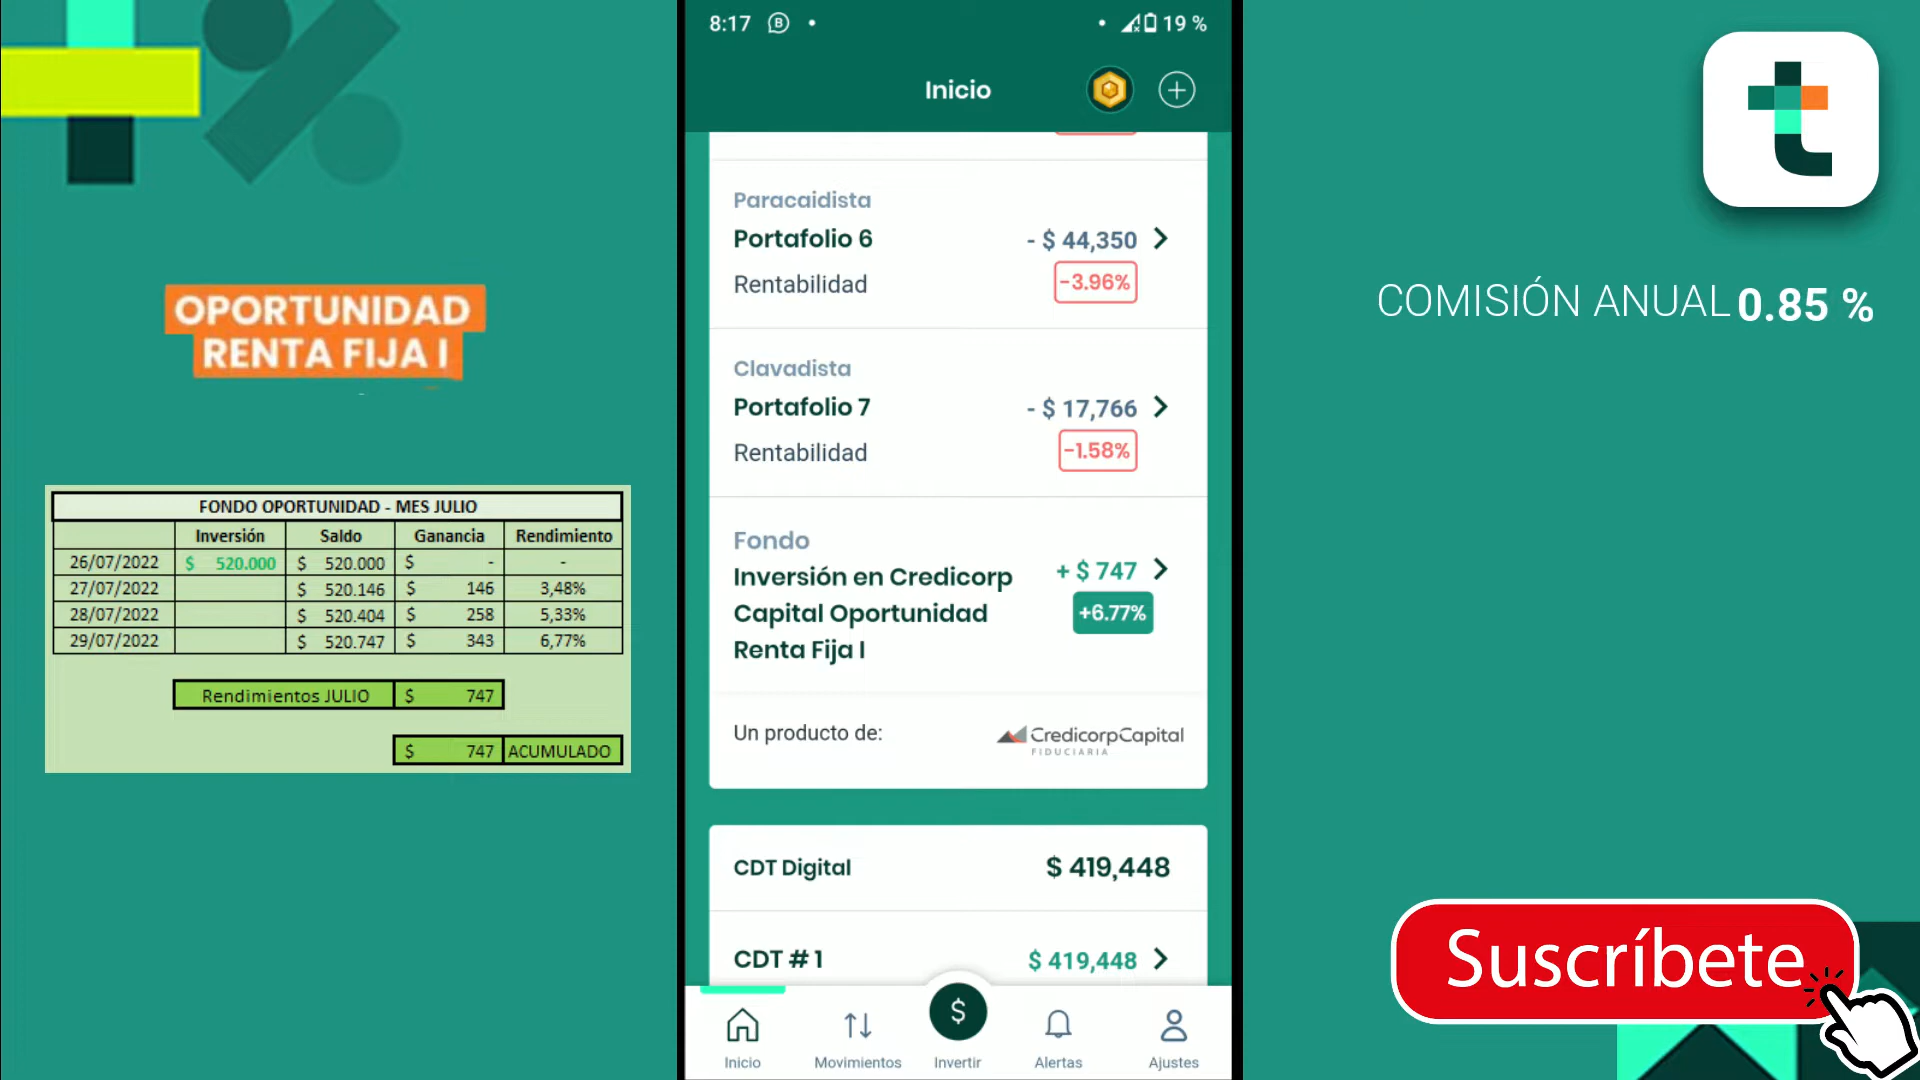 8:17
19 %
Inicio
Paracaidista
Portafolio 6
- $ 44,350
Rentabilidad
-3.96%
Clavadista
Portafolio 7
- $ 17,766
Rentabilidad
-1.58%
Fondo
Inversión en Credicorp
Capital Oportunidad
Renta Fija I
+ $ 747
+6.77%
Un producto de:
CredicorpCapital
FIDUCIARIA
CDT Digital
$ 419,448
CDT # 1
$ 419,448
$
Inicio
Movimientos
Invertir
Alertas
Ajustes
OPORTUNIDAD
RENTA FIJA I
FONDO OPORTUNIDAD - MES JULIO
Inversión Saldo Ganancia Rendimiento
26/07/2022 $ 520.000 $ 520.000 $ - -
27/07/2022 $ 520.146 $ 146 3,48%
28/07/2022 $ 520.404 $ 258 5,33%
29/07/2022 $ 520.747 $ 343 6,77%
Rendimientos JULIO $ 747
$ 747 ACUMULADO
t
COMISIÓN ANUAL 0.85 %
Suscríbete